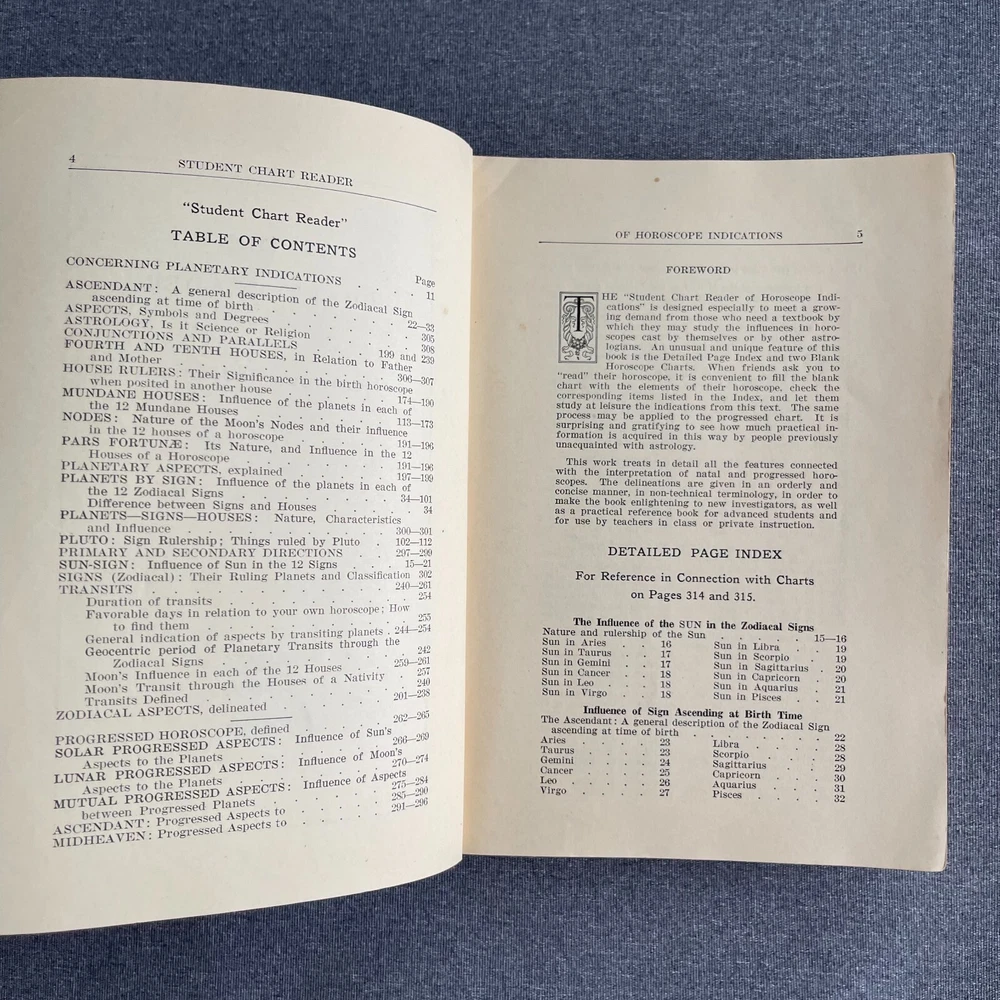 4
STUDENT CHART READER
"Student Chart Reader"
TABLE OF CONTENTS
Page
CONCERNING PLANETARY INDICATIONS . . . . 11
ASCENDANT: A general description of the Zodiacal Sign
ascending at time of birth . . . . . . 22—33
ASPECTS, Symbols and Degrees . . . . . 305
ASTROLOGY, Is it Science or Religion . . . . 308
CONJUNCTIONS AND PARALLELS . . 199 and 239
FOURTH AND TENTH HOUSES, in Relation to Father
and Mother . . . . . . . 306—307
HOUSE RULERS: Their Significance in the birth horoscope
when posited in another house . . . . . 174—190
MUNDANE HOUSES: Influence of the planets in each of
the 12 Mundane Houses . . . . . . 113—173
NODES: Nature of the Moon's Nodes and their influence
in the 12 houses of a horoscope . . . . 191—196
PARS FORTUNÆ: Its Nature, and Influence in the 12
Houses of a Horoscope . . . . . . 191—196
PLANETARY ASPECTS, explained . . . . 197—199
PLANETS BY SIGN: Influence of the planets in each of
the 12 Zodiacal Signs . . . . . . 34—101
Difference between Signs and Houses . . . . 34
PLANETS—SIGNS—HOUSES: Nature, Characteristics
and Influence . . . . . . . 300—301
PLUTO: Sign Rulership; Things ruled by Pluto . 102—112
PRIMARY AND SECONDARY DIRECTIONS . . 297—299
SUN-SIGN: Influence of Sun in the 12 Signs . . . 15—21
SIGNS (Zodiacal): Their Ruling Planets and Classification 302
TRANSITS . . . . . . . . 240—261
Duration of transits . . . . . . . 254
Favorable days in relation to your own horoscope; How
to find them . . . . . . . . 255
General indication of aspects by transiting planets . 244—254
Geocentric period of Planetary Transits through the
Zodiacal Signs . . . . . . . 242
Moon's Influence in each of the 12 Houses . . . 259—261
Moon's Transit through the Houses of a Nativity . 257
Transits Defined . . . . . . . 240
ZODIACAL ASPECTS, delineated . . . . 201—238
PROGRESSED HOROSCOPE, defined . . . . 262—265
SOLAR PROGRESSED ASPECTS: Influence of Sun's
Aspects to the Planets . . . . . . 266—269
LUNAR PROGRESSED ASPECTS: Influence of Moon's
Aspects to the Planets . . . . . . 270—274
MUTUAL PROGRESSED ASPECTS: Influence of Aspects
between Progressed Planets . . . . . 275—284
ASCENDANT: Progressed Aspects to . . . . 285—290
MIDHEAVEN: Progressed Aspects to . . . . 291—296
OF HOROSCOPE INDICATIONS
5
FOREWORD
THE "Student Chart Reader of Horoscope Indi-
cations" is designed especially to meet a grow-
ing demand from those who need a textbook by
which they may study the influences in horo-
scopes cast by themselves or by other astro-
logians. An unusual and unique feature of this
book is the Detailed Page Index and two Blank
Horoscope Charts. When friends ask you to
"read" their horoscope, it is convenient to fill the blank
chart with the elements of their horoscope, check the
corresponding items listed in the Index, and let them
study at leisure the indications from this text. The same
process may be applied to the progressed chart. It is
surprising and gratifying to see how much practical in-
formation is acquired in this way by people previously
unacquainted with astrology.
This work treats in detail all the features connected
with the interpretation of natal and progressed horo-
scopes. The delineations are given in an orderly and
concise manner, in non-technical terminology, in order to
make the book enlightening to new investigators, as well
as a practical reference book for advanced students and
for use by teachers in class or private instruction.
DETAILED PAGE INDEX
For Reference in Connection with Charts
on Pages 314 and 315.
The Influence of the SUN in the Zodiacal Signs
Nature and rulership of the Sun . . . . . . 15—16
Sun in Aries . . 16 Sun in Libra . . . 19
Sun in Taurus . . 17 Sun in Scorpio . . . 19
Sun in Gemini . . 17 Sun in Sagittarius . . 20
Sun in Cancer . . 18 Sun in Capricorn . . 20
Sun in Leo . . . 18 Sun in Aquarius . . 21
Sun in Virgo . . 18 Sun in Pisces . . . 21
Influence of Sign Ascending at Birth Time
The Ascendant: A general description of the Zodiacal Sign
ascending at time of birth . . . . . . . 22
Aries . . . . 23 Libra . . . . 28
Taurus . . . . 23 Scorpio . . . . 28
Gemini . . . . 24 Sagittarius . . . 29
Cancer . . . . 25 Capricorn . . . 30
Leo . . . . 26 Aquarius . . . 31
Virgo . . . . 27 Pisces . . . . 32